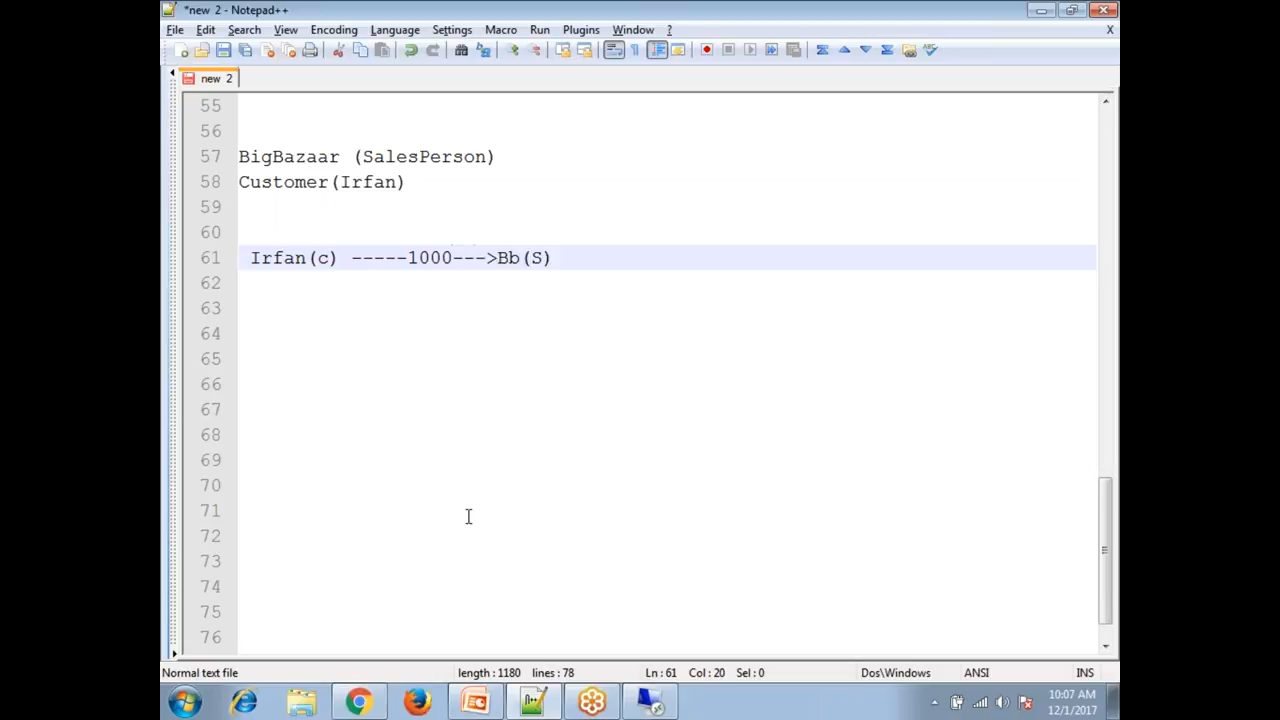 *new 2 - Notepad++
File Edit Search View Encoding Language Settings Macro Run Plugins Window ? X
new 2
55
56
57 BigBazaar (SalesPerson)
58 Customer(Irfan)
59
60
61 Irfan(c) -----1000--->Bb(S)
62
63
64
65
66
67
68
69
70
71
72
73
74
75
76
Normal text file length : 1180 lines : 78 Ln : 61 Col : 20 Sel : 0 Dos\Windows ANSI INS
10:07 AM
12/1/2017